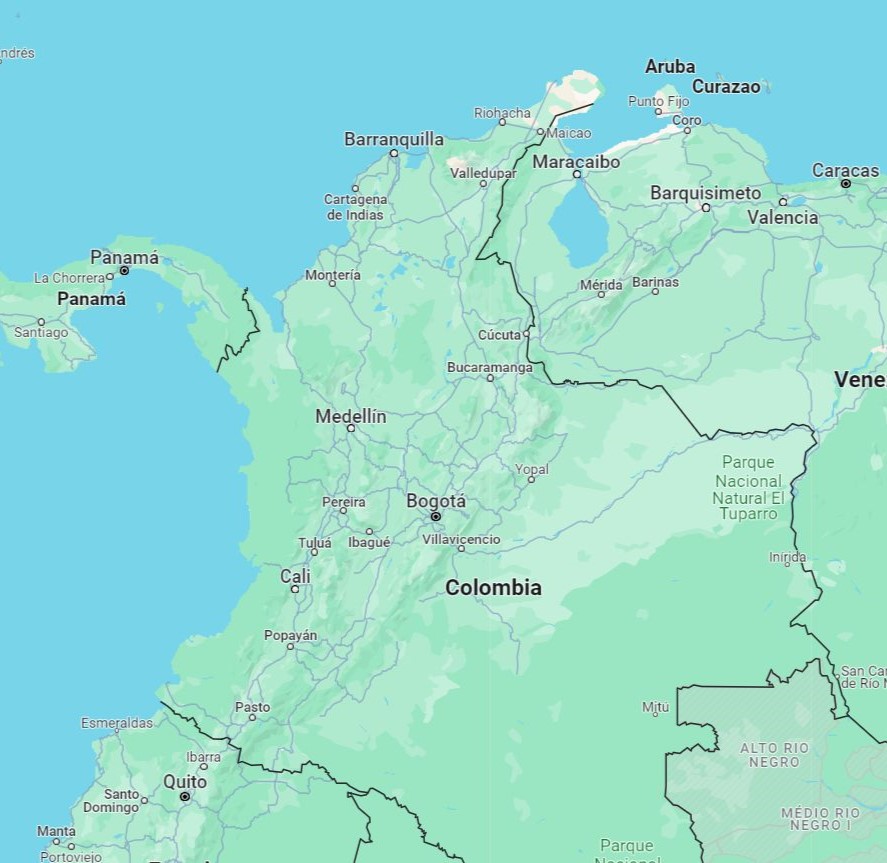 ndrés
Aruba
Curazao
Punto Fijo
Riohacha
Coro
Maicao
Barranquilla
Maracaibo
Caracas
Valledupar
Barquisimeto
Cartagena
de Indias
Valencia
Panamá
La Chorrera
Montería
Mérida
Barinas
Panamá
Santiago
Cúcuta
Bucaramanga
Vene
Medellín
Parque
Nacional
Natural El
Tuparro
Yopal
Pereira
Bogotá
Tuluá
Ibagué
Villavicencio
Inírida
Cali
Colombia
Popayán
San Car
de Río N
Mitú
Pasto
Esmeraldas
ALTO RIO
NEGRO
Ibarra
Quito
Santo
Domingo
MÉDIO RIO
NEGRO I
Manta
Portoviejo
Parque
Nacional